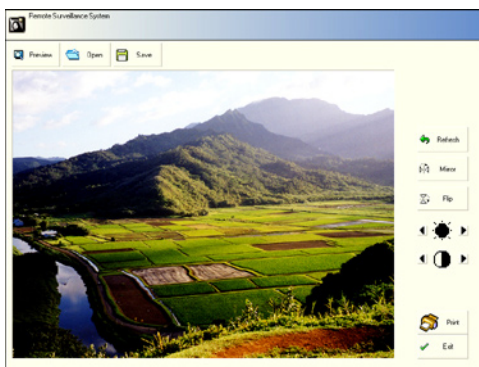 Remote Surveillance System
Preview
Open
Save
Refresh
Mirror
Flip
Print
Exit